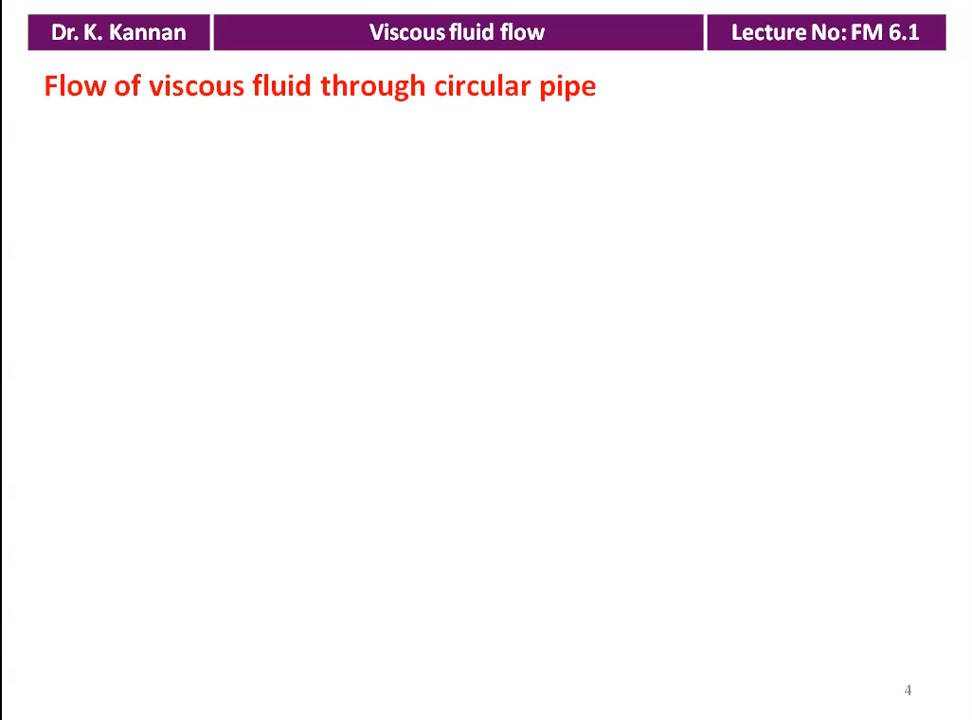 Dr. K. Kannan
Viscous fluid flow
Lecture No: FM 6.1
Flow of viscous fluid through circular pipe
4